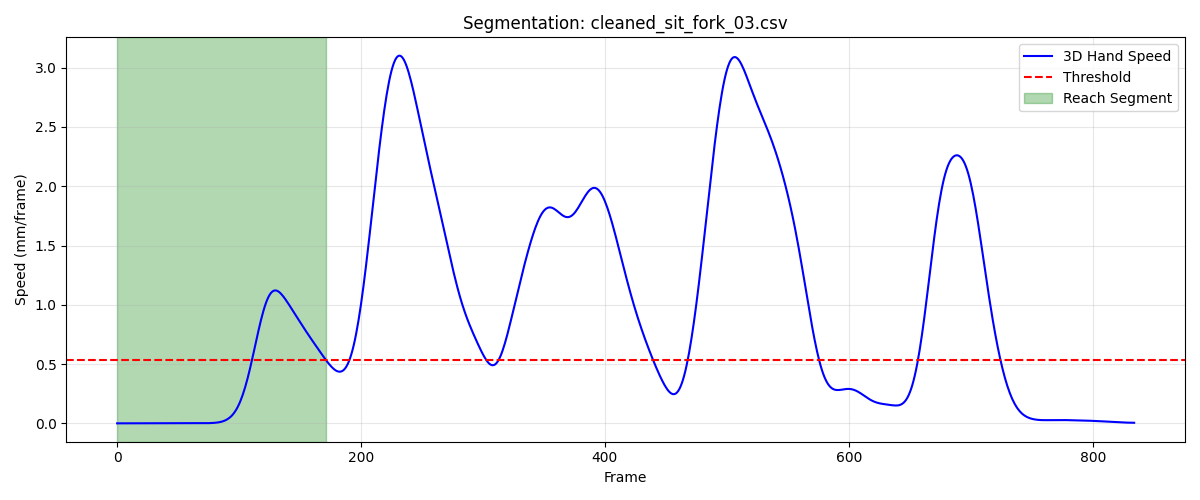 Segmentation: cleaned_sit_fork_03.csv
3D Hand Speed
Threshold
Reach Segment
Speed (mm/frame)
3.0
2.5
2.0
1.5
1.0
0.5
0.0
0 200 400 600 800
Frame